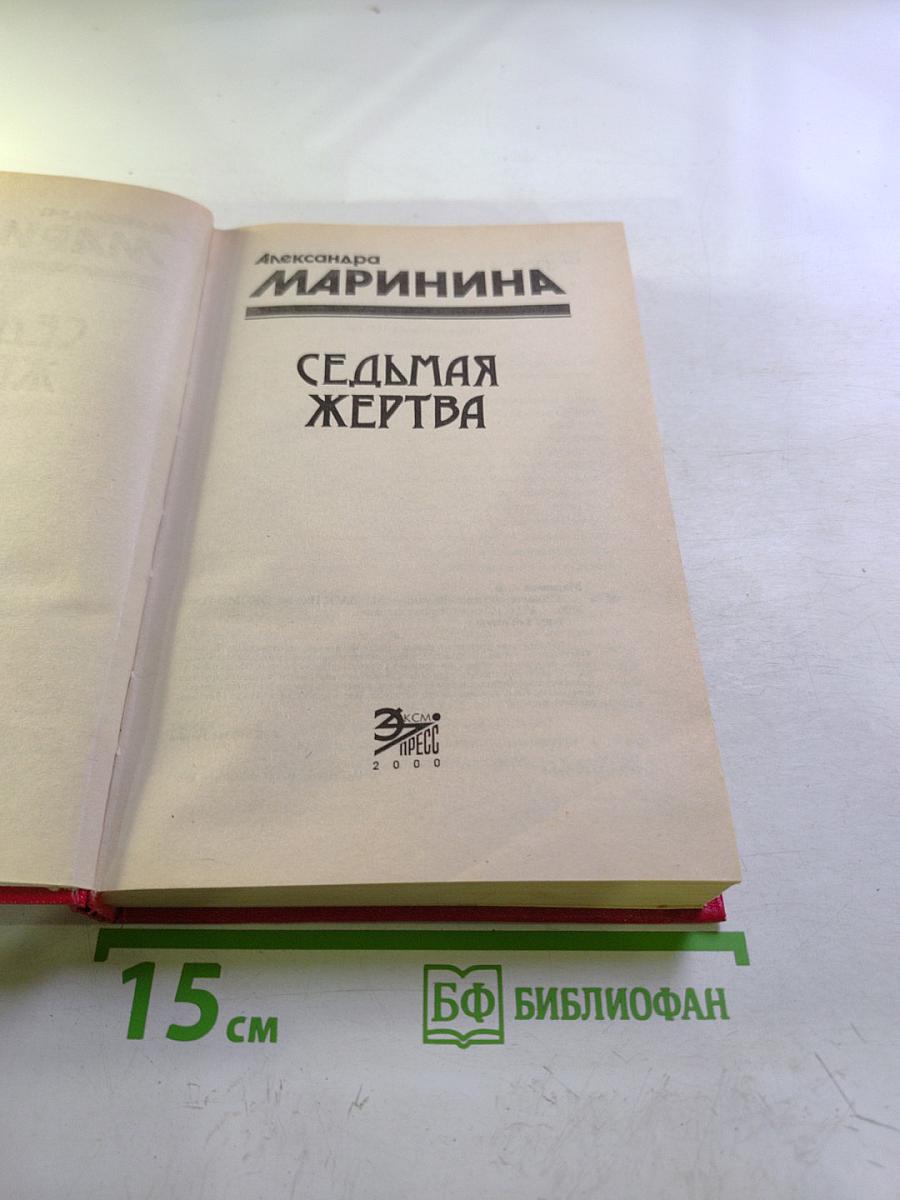 Александра
МАРИНИНА
СЕДЬМАЯ
ЖЕРТВА
ЭКСМО
ПРЕСС
2000
15 см
БФ БИБЛИОФАН